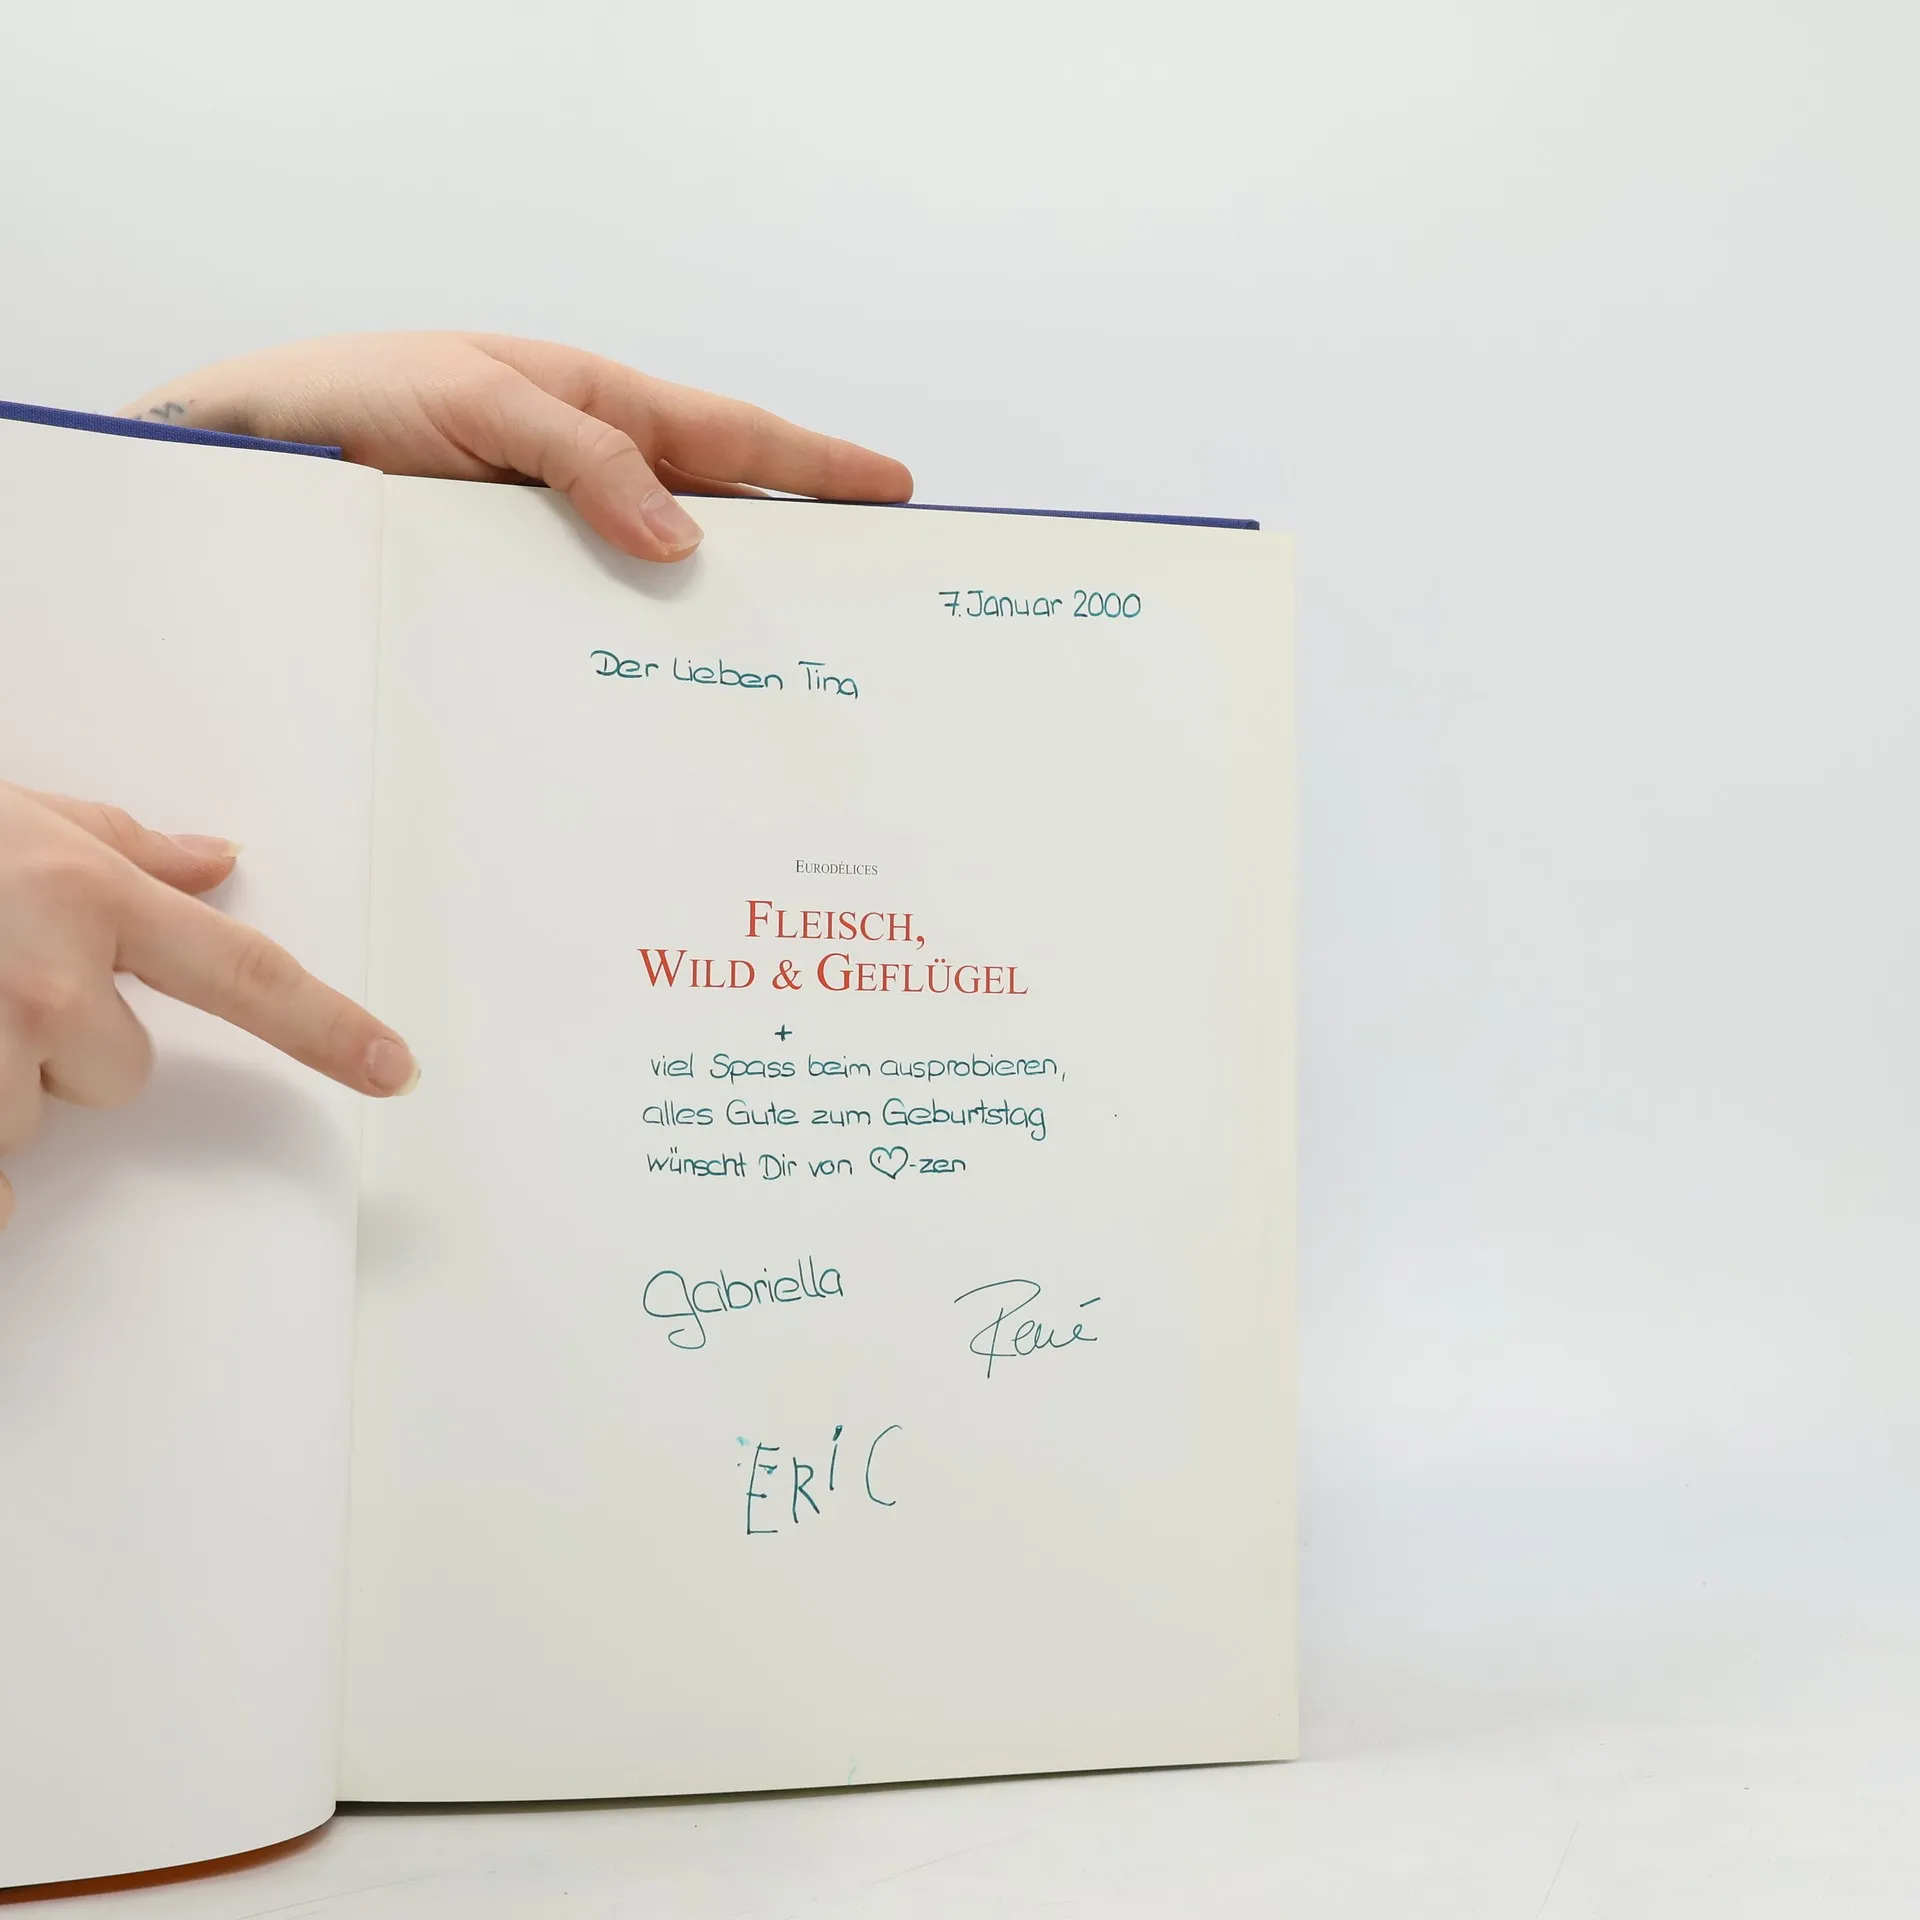 7. Januar 2000
Der lieben Tina
EURODÉLICES
FLEISCH,
WILD & GEFLÜGEL
+
viel Spass beim ausprobieren,
alles Gute zum Geburtstag
wünscht Dir von ♡-zen
Gabriella
René
ERiC